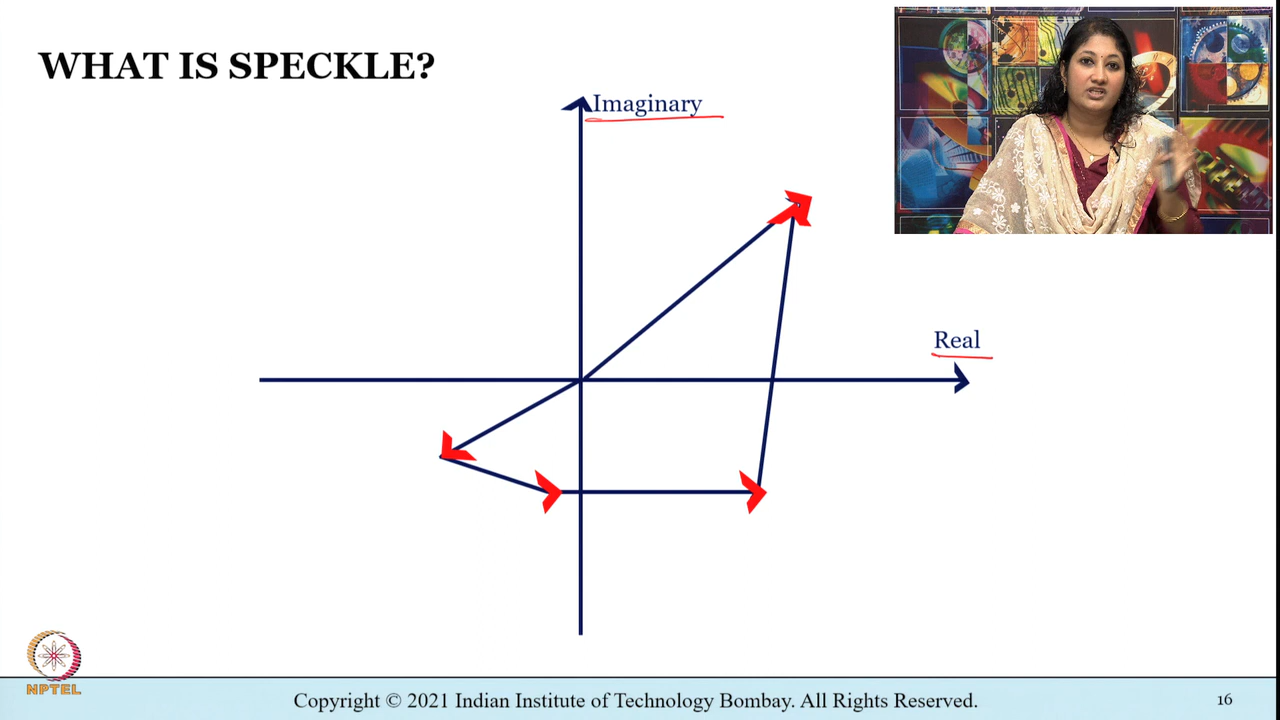 WHAT IS SPECKLE?
Imaginary
Real
NPTEL
Copyright © 2021 Indian Institute of Technology Bombay. All Rights Reserved.
16